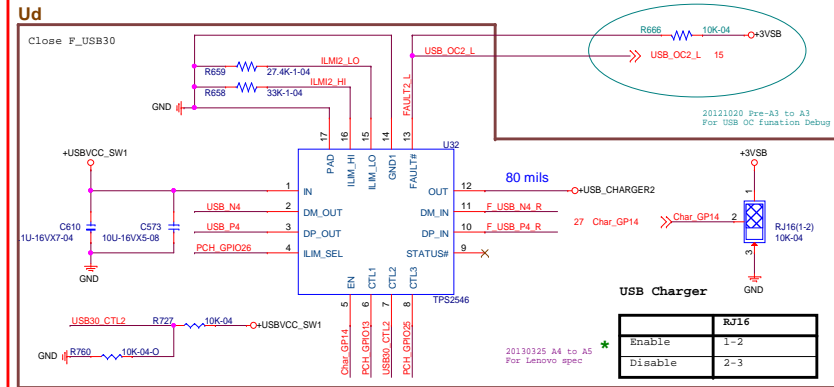 Ud
Close F_USB30
R659
27.4K-1-04
ILMI2_LO
R658
33K-1-04
ILMI2_HI
GND
USB_OC2_L
FAULT2_L
R666
10K-04
+3VSB
USB_OC2_L 15
20121020 Pre-A3 to A3
For USB OC funation Debug
17
16
15
14
13
U32
PAD
ILIM_HI
ILIM_LO
GND1
FAULT#
+USBVCC_SW1
C610
.1U-16VX7-04
C573
10U-16VX5-08
GND
1 IN
USB_N4 2 DM_OUT
USB_P4 3 DP_OUT
PCH_GPIO26 4 ILIM_SEL
OUT 12 80 mils +USB_CHARGER2
DM_IN 11 F_USB_N4_R
DP_IN 10 F_USB_P4_R
STATUS# 9
EN
CTL1
CTL2
CTL3
TPS2546
5
6
7
8
Char_GP14
PCH_GPIO13
USB30_CTL2
PCH_GPIO25
27 Char_GP14
Char_GP14
+3VSB
1
2
3
RJ16(1-2)
10K-04
GND
USB30_CTL2
R727
10K-04
+USBVCC_SW1
GND
R760
10K-04-O
20130325 A4 to A5
For Lenovo spec
*
USB Charger
RJ16
Enable 1-2
Disable 2-3